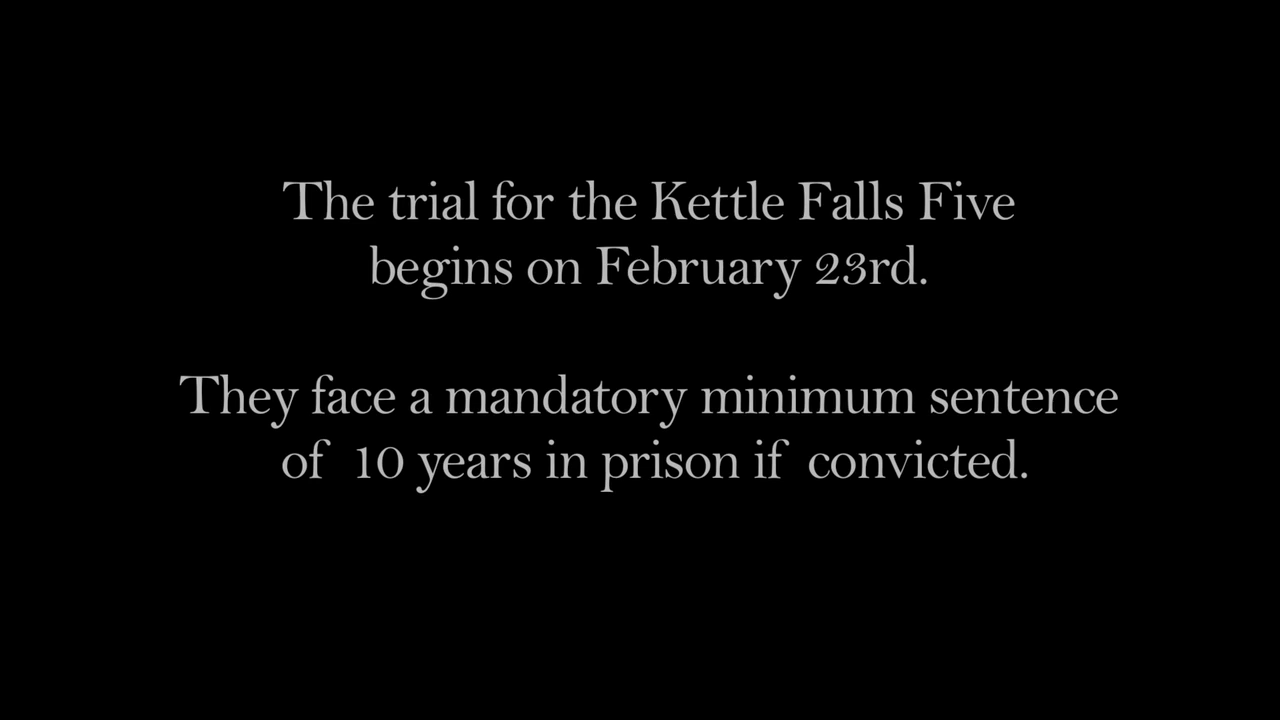 The trial for the Kettle Falls Five
begins on February 23rd.
They face a mandatory minimum sentence
of 10 years in prison if convicted.